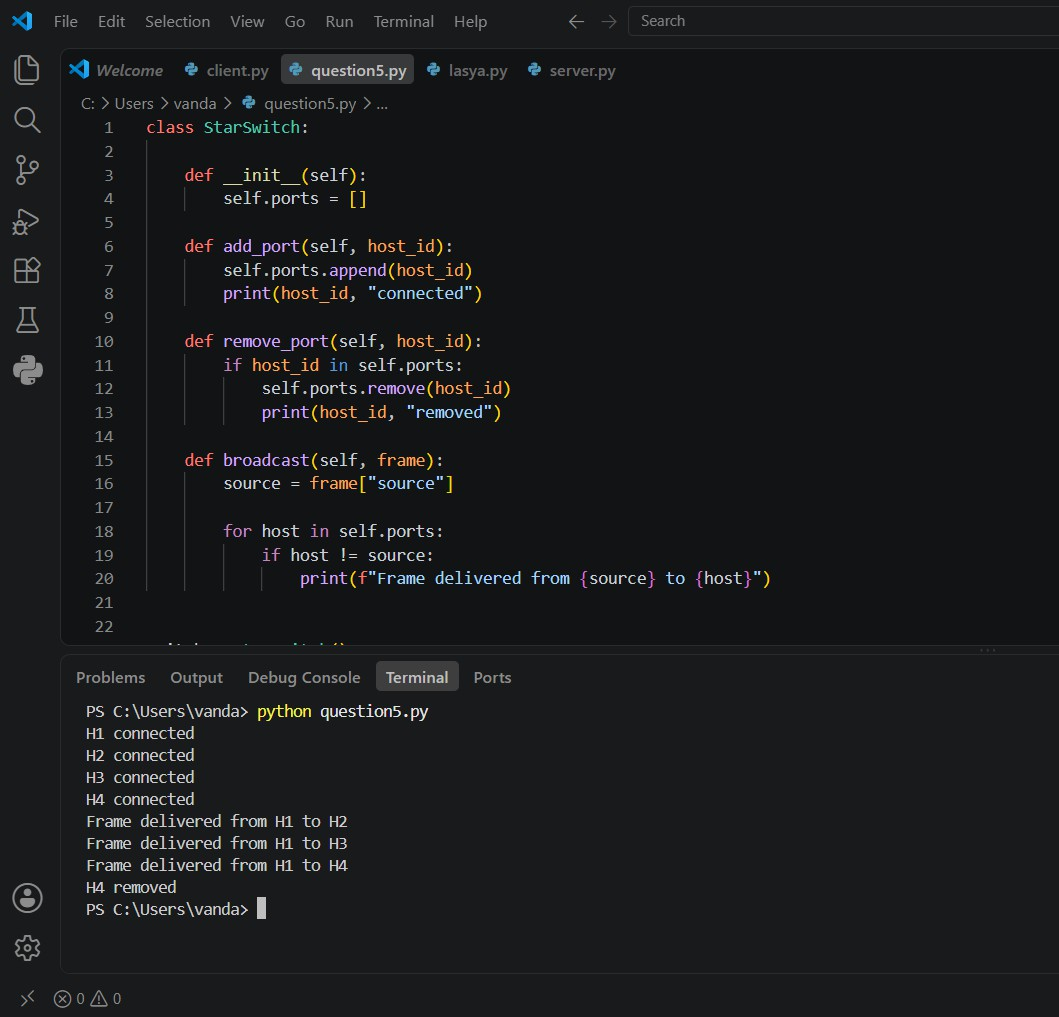 File Edit Selection View Go Run Terminal Help Search
Welcome client.py question5.py lasya.py server.py
C: > Users > vanda > question5.py > ...
1 class StarSwitch:
2
3     def __init__(self):
4         self.ports = []
5
6     def add_port(self, host_id):
7         self.ports.append(host_id)
8         print(host_id, "connected")
9
10     def remove_port(self, host_id):
11         if host_id in self.ports:
12             self.ports.remove(host_id)
13             print(host_id, "removed")
14
15     def broadcast(self, frame):
16         source = frame["source"]
17
18         for host in self.ports:
19             if host != source:
20                 print(f"Frame delivered from {source} to {host}")
21
22
Problems Output Debug Console Terminal Ports
PS C:\Users\vanda> python question5.py
H1 connected
H2 connected
H3 connected
H4 connected
Frame delivered from H1 to H2
Frame delivered from H1 to H3
Frame delivered from H1 to H4
H4 removed
PS C:\Users\vanda>
0 0